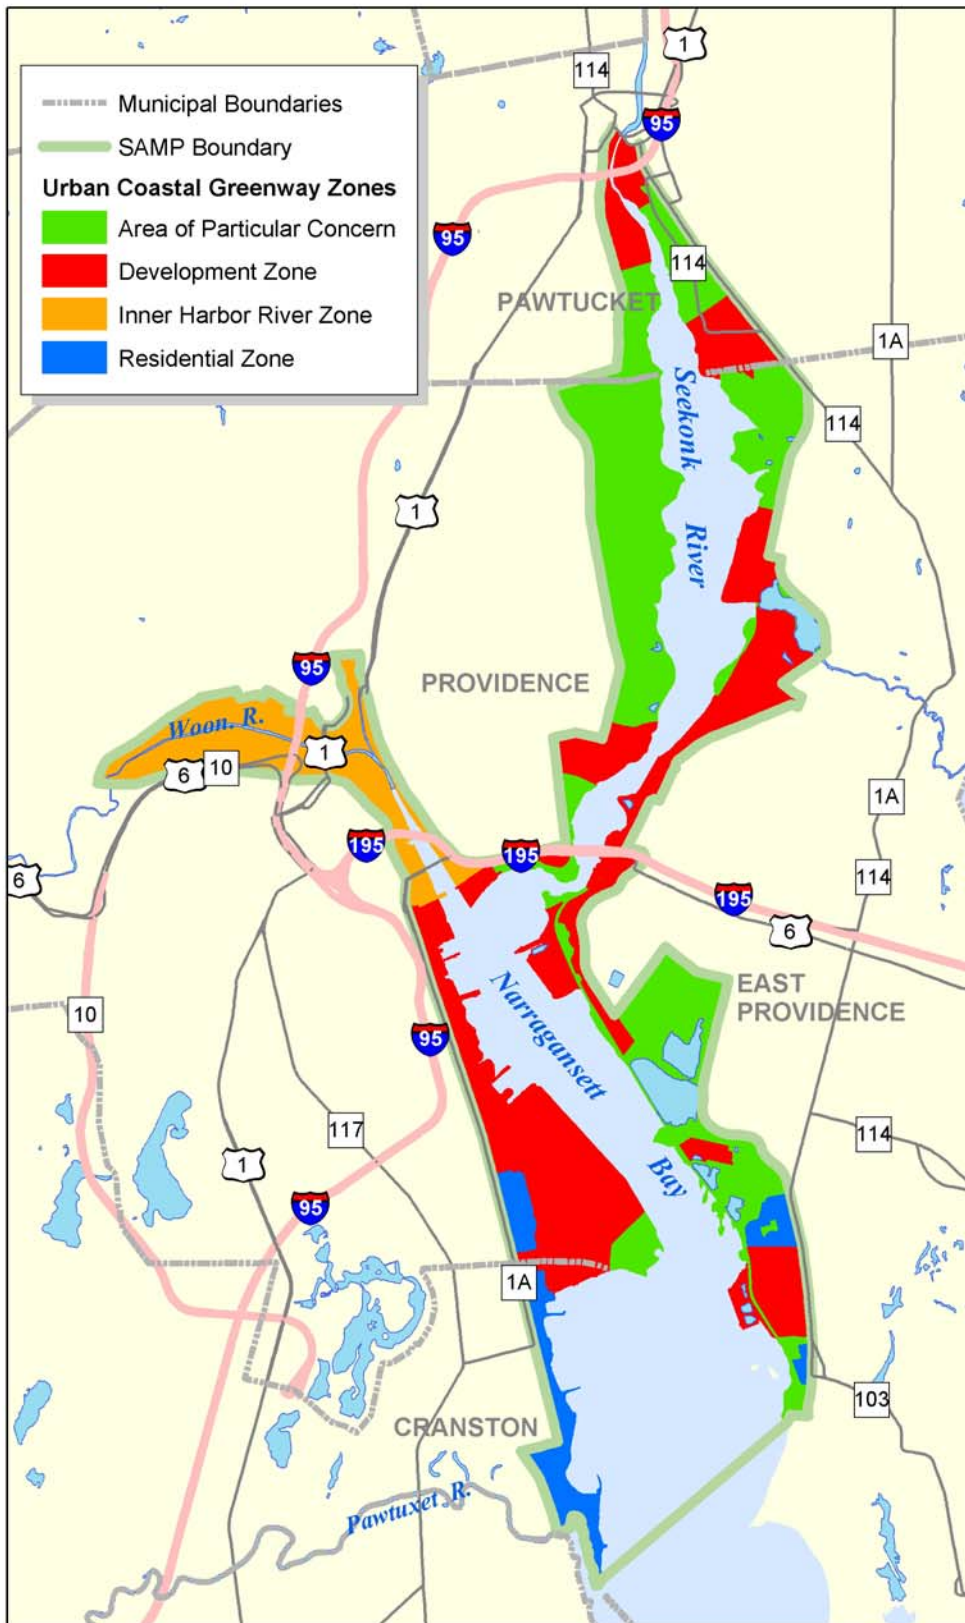 1
114
95
Municipal Boundaries
SAMP Boundary
Urban Coastal Greenway Zones
Area of Particular Concern
Development Zone
Inner Harbor River Zone
Residential Zone
95
114
PAWTUCKET
1A
Seekonk
River
114
1
95
PROVIDENCE
Woon. R.
1
6
10
1A
195
195
6
114
195
6
EAST
PROVIDENCE
Narragansett
Bay
10
95
117
114
1
95
1A
103
CRANSTON
Pawtuxet R.